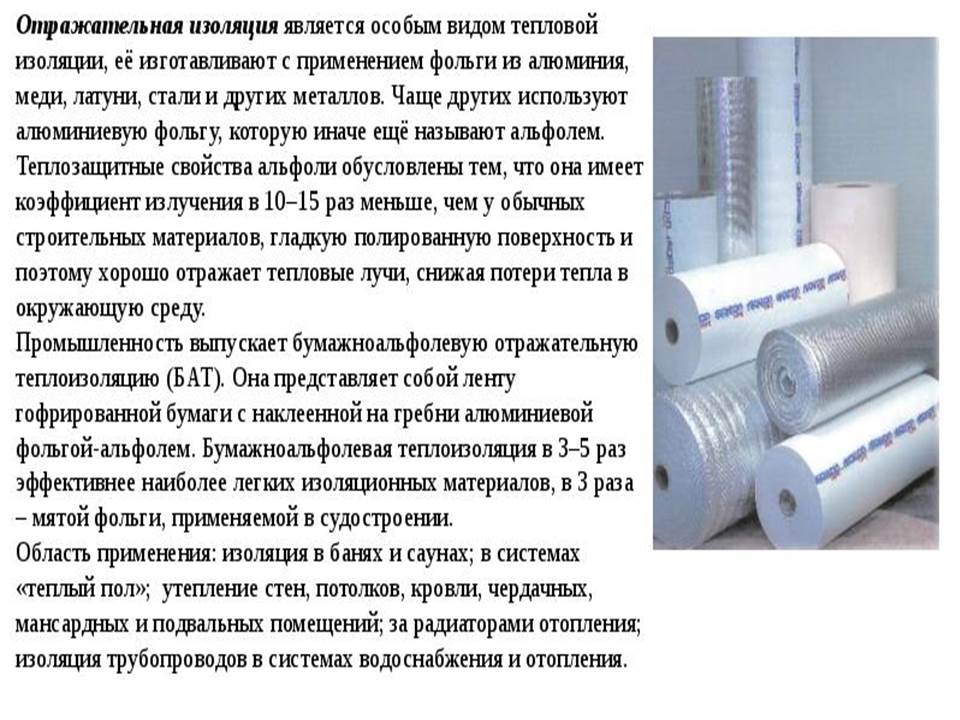 Отражательная изоляция является особым видом тепловой
изоляции, её изготавливают с применением фольги из алюминия,
меди, латуни, стали и других металлов. Чаще других используют
алюминиевую фольгу, которую иначе ещё называют альфолем.
Теплозащитные свойства альфоли обусловлены тем, что она имеет
коэффициент излучения в 10–15 раз меньше, чем у обычных
строительных материалов, гладкую полированную поверхность и
поэтому хорошо отражает тепловые лучи, снижая потери тепла в
окружающую среду.
Промышленность выпускает бумажноальфолевую отражательную
теплоизоляцию (БАТ). Она представляет собой ленту
гофрированной бумаги с наклеенной на гребни алюминиевой
фольгой-альфолем. Бумажноальфолевая теплоизоляция в 3–5 раз
эффективнее наиболее легких изоляционных материалов, в 3 раза
– мятой фольги, применяемой в судостроении.
Область применения: изоляция в банях и саунах; в системах
«теплый пол»; утепление стен, потолков, кровли, чердачных,
мансардных и подвальных помещений; за радиаторами отопления;
изоляция трубопроводов в системах водоснабжения и отопления.